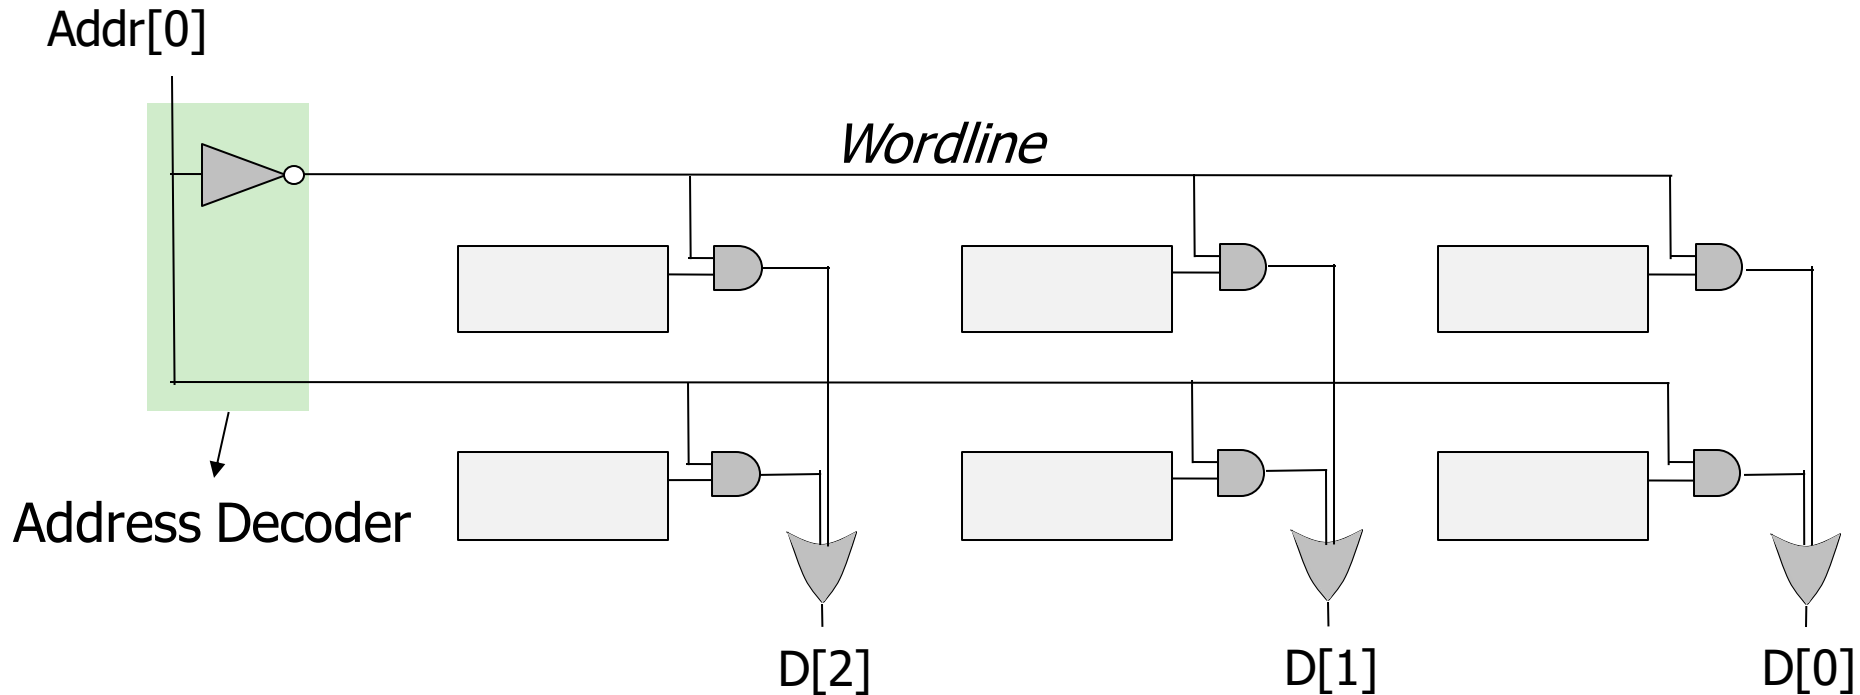 Addr[0]
Wordline
Address Decoder
D[2]
D[1]
D[0]